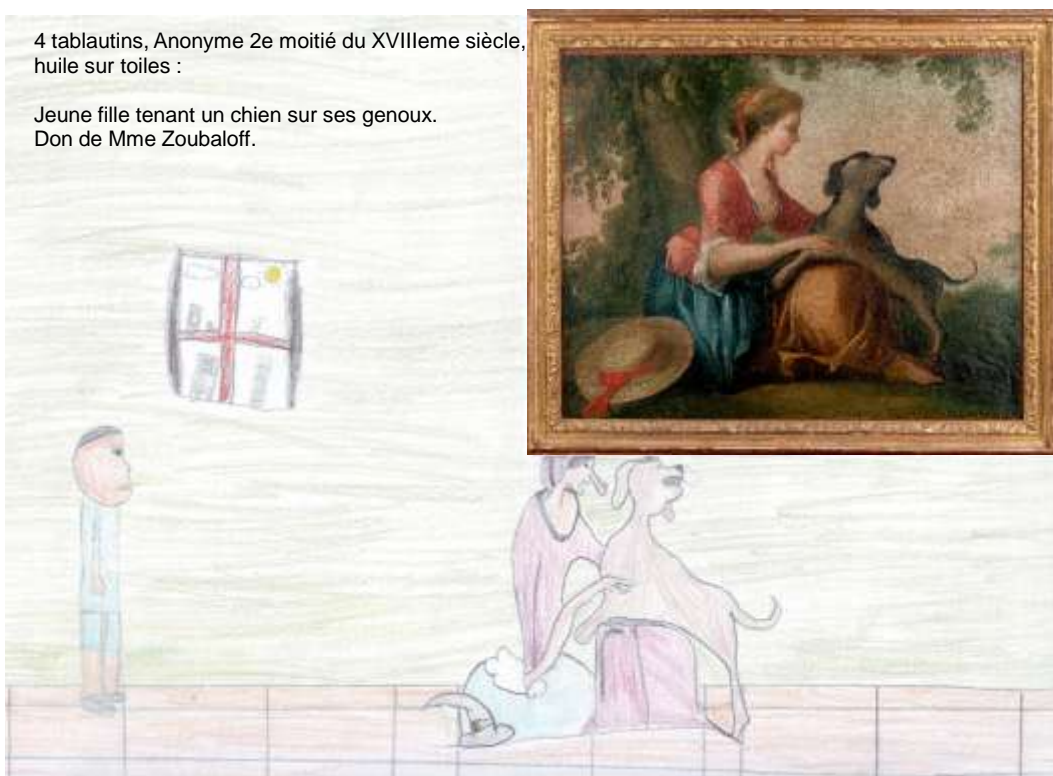 4 tablautins, Anonyme 2e moitié du XVIIIeme siècle,
huile sur toiles :
Jeune fille tenant un chien sur ses genoux.
Don de Mme Zoubaloff.